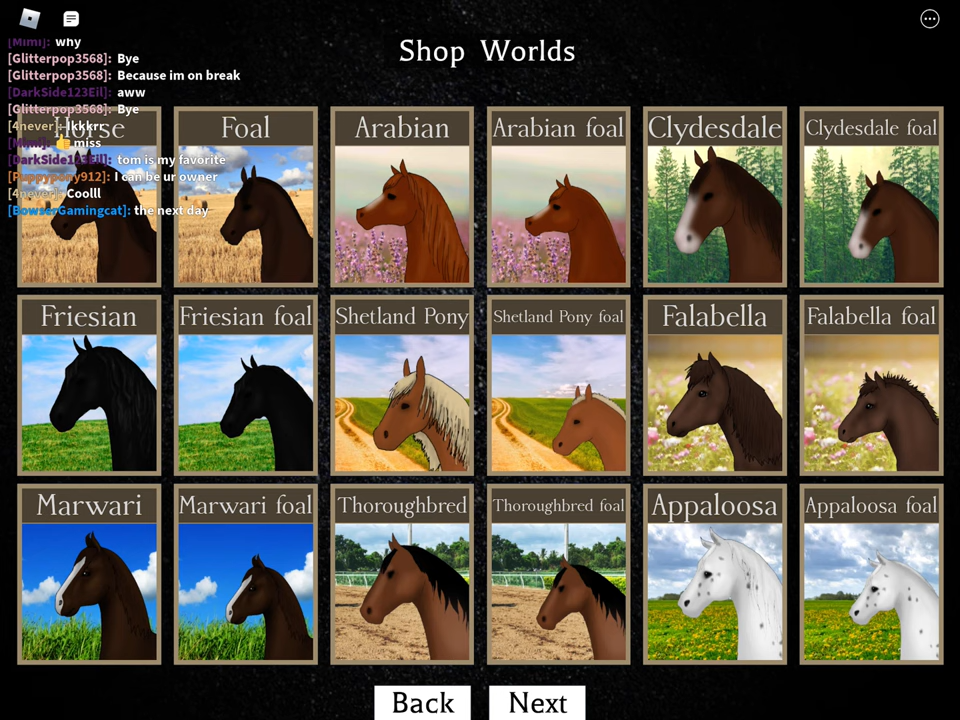 Shop Worlds
[Mimi]: why
[Glitterpop3568]: Bye
[Glitterpop3568]: Because im on break
[DarkSide123Eil]: aww
[Glitterpop3568]: Bye
[4never]: Ikkkrr
[Mimi]: 👍 miss
[DarkSide123Eil]: tom is my favorite
[Puppypony912]: I can be ur owner
[4never]: Coolll
[BowserGamingcat]: the next day
Horse
Foal
Arabian
Arabian foal
Clydesdale
Clydesdale foal
Friesian
Friesian foal
Shetland Pony
Shetland Pony foal
Falabella
Falabella foal
Marwari
Marwari foal
Thoroughbred
Thoroughbred foal
Appaloosa
Appaloosa foal
Back
Next